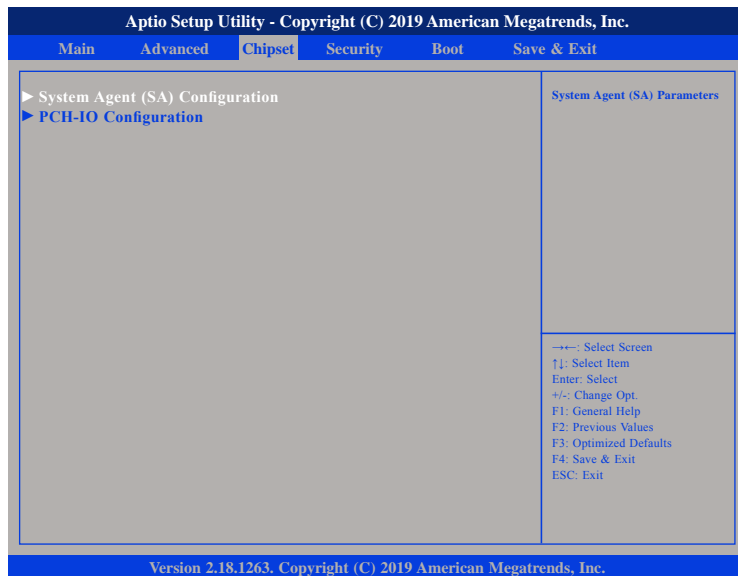 Aptio Setup Utility - Copyright (C) 2019 American Megatrends, Inc.
Main Advanced Chipset Security Boot Save & Exit
► System Agent (SA) Configuration
► PCH-IO Configuration
System Agent (SA) Parameters
→←: Select Screen
↑↓: Select Item
Enter: Select
+/-: Change Opt.
F1: General Help
F2: Previous Values
F3: Optimized Defaults
F4: Save & Exit
ESC: Exit
Version 2.18.1263. Copyright (C) 2019 American Megatrends, Inc.